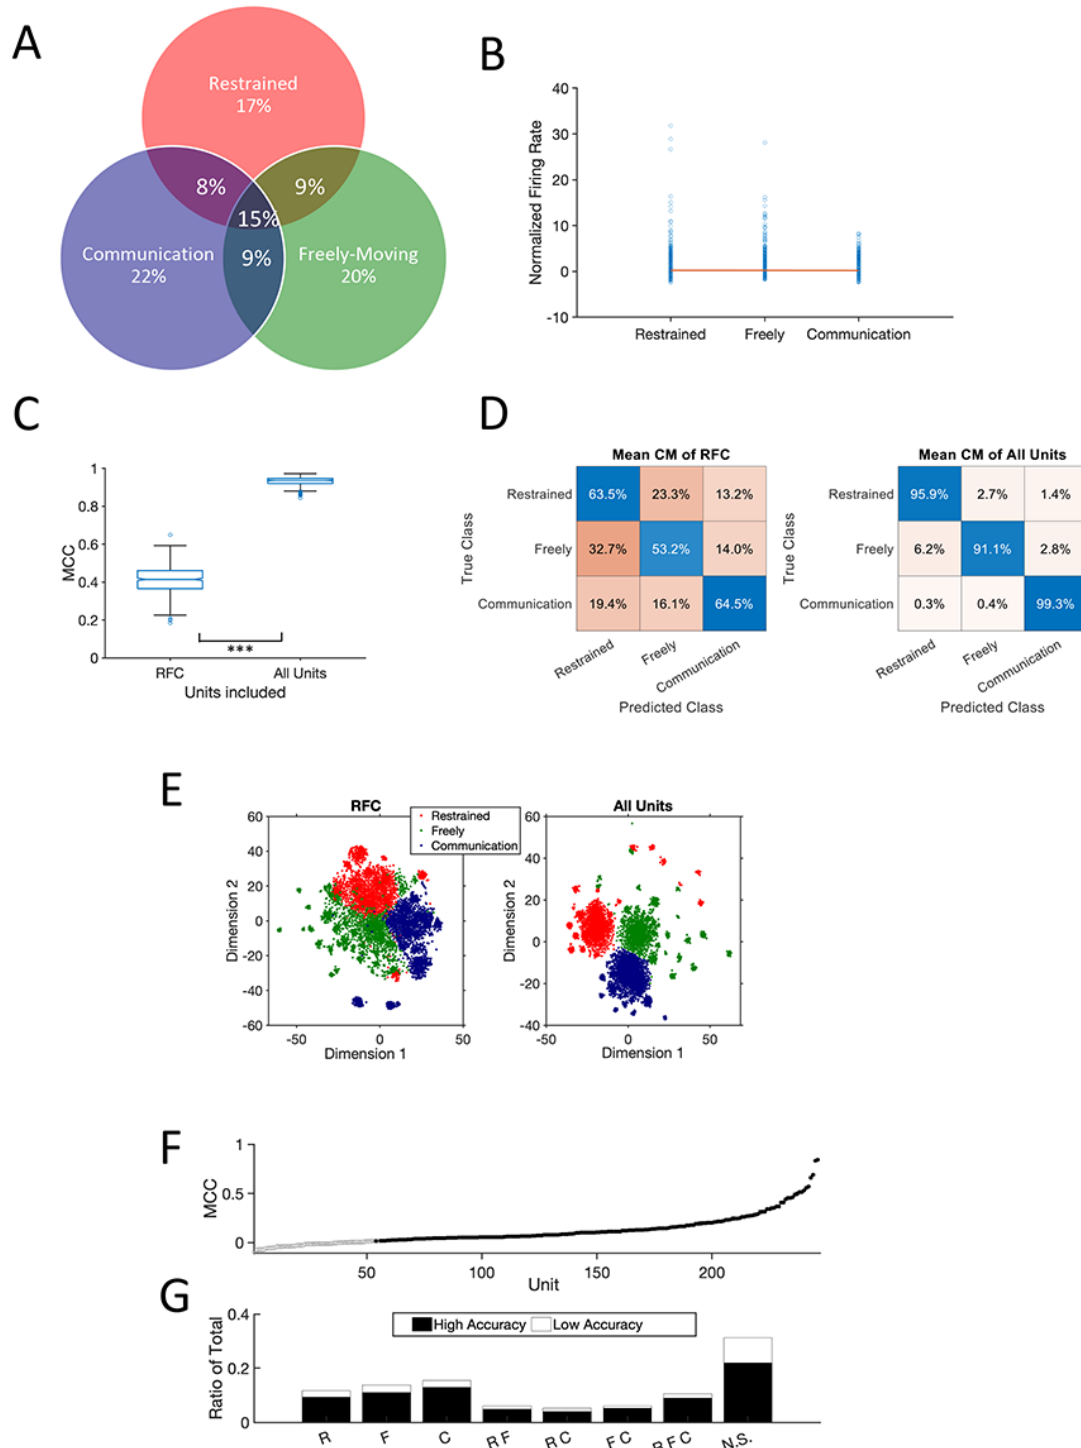 A
Restrained
17%
8%
9%
15%
Communication
22%
9%
Freely-Moving
20%
B
Normalized Firing Rate
40
30
20
10
0
-10
Restrained
Freely
Communication
C
MCC
1
0.8
0.6
0.4
0.2
0
***
RFC
All Units
Units included
D
Mean CM of RFC
True Class
Restrained
63.5%
23.3%
13.2%
Freely
32.7%
53.2%
14.0%
Communication
19.4%
16.1%
64.5%
Restrained
Freely
Communication
Predicted Class
Mean CM of All Units
True Class
Restrained
95.9%
2.7%
1.4%
Freely
6.2%
91.1%
2.8%
Communication
0.3%
0.4%
99.3%
Restrained
Freely
Communication
Predicted Class
E
RFC
Restrained
Freely
Communication
Dimension 2
60
40
20
0
-20
-40
-60
-50
0
50
Dimension 1
All Units
Dimension 2
60
40
20
0
-20
-40
-50
0
50
Dimension 1
F
MCC
1
0.5
0
50
100
150
200
Unit
G
Ratio of Total
0.4
0.2
0
High Accuracy
Low Accuracy
R
F
C
R F
R C
F C
R F C
N.S.